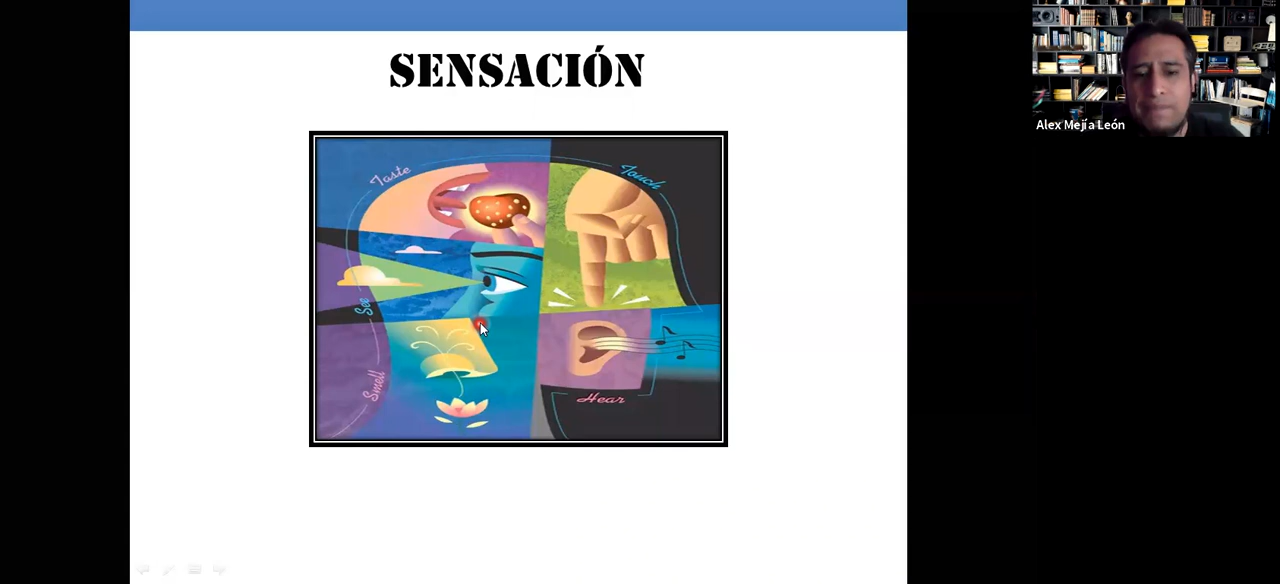 SENSACIÓN
Alex Mejía León
Taste
Touch
See
Smell
Hear